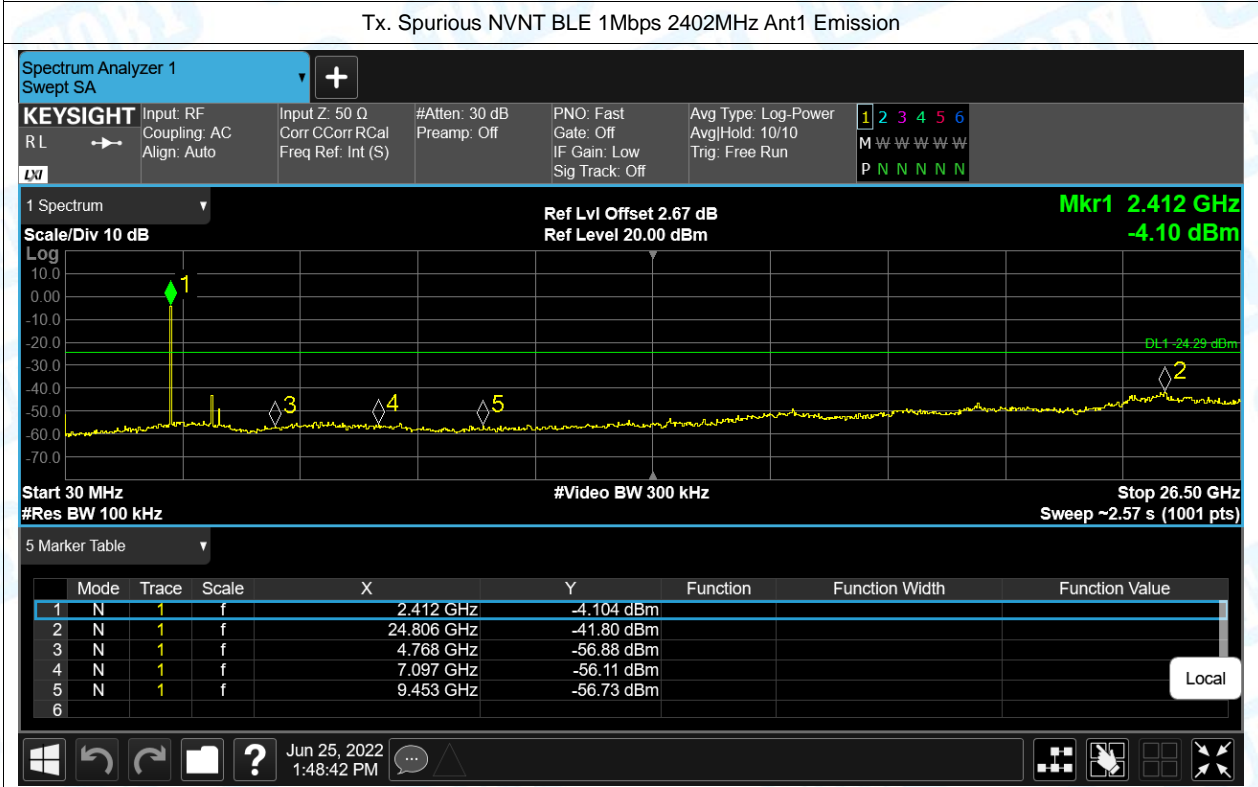 Tx. Spurious NVNT BLE 1Mbps 2402MHz Ant1 Emission
Spectrum Analyzer 1
Swept SA
+
KEYSIGHT
R L
LXI
Input: RF
Coupling: AC
Align: Auto
Input Z: 50 Ω
Corr CCorr RCal
Freq Ref: Int (S)
#Atten: 30 dB
Preamp: Off
PNO: Fast
Gate: Off
IF Gain: Low
Sig Track: Off
Avg Type: Log-Power
Avg|Hold: 10/10
Trig: Free Run
1 2 3 4 5 6
M W W W W W
P N N N N N
1 Spectrum
Scale/Div 10 dB
Ref Lvl Offset 2.67 dB
Ref Level 20.00 dBm
Mkr1 2.412 GHz
-4.10 dBm
Log
10.0
0.00
-10.0
-20.0
-30.0
-40.0
-50.0
-60.0
-70.0
1
DL1 -24.29 dBm
2
3
4
5
Start 30 MHz
#Video BW 300 kHz
Stop 26.50 GHz
#Res BW 100 kHz
Sweep ~2.57 s (1001 pts)
5 Marker Table
Mode Trace Scale X Y Function Function Width Function Value
1 N 1 f 2.412 GHz -4.104 dBm
2 N 1 f 24.806 GHz -41.80 dBm
3 N 1 f 4.768 GHz -56.88 dBm
4 N 1 f 7.097 GHz -56.11 dBm
5 N 1 f 9.453 GHz -56.73 dBm
6
Local
?
Jun 25, 2022
1:48:42 PM